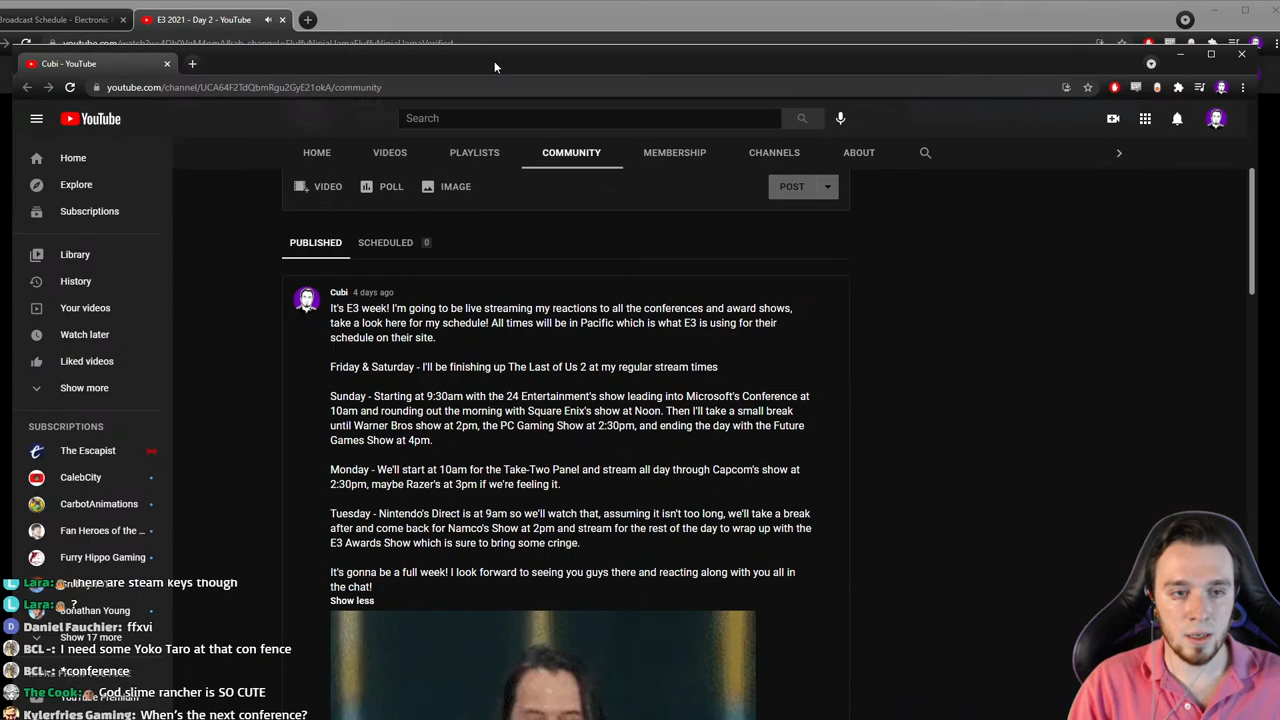 Broadcast Schedule - Electronic
E3 2021 - Day 2 - YouTube
Cubi - YouTube
youtube.com/channel/UCA64F2TdQbmRgu2GyE21okA/community
YouTube
Search
HOME VIDEOS PLAYLISTS COMMUNITY MEMBERSHIP CHANNELS ABOUT
VIDEO POLL IMAGE POST
PUBLISHED SCHEDULED 0
Home
Explore
Subscriptions
Library
History
Your videos
Watch later
Liked videos
Show more
SUBSCRIPTIONS
The Escapist
CalebCity
CarbotAnimations
Fan Heroes of the ...
Furry Hippo Gaming
Jonathan Young
Show 17 more
YouTube Premium
Cubi 4 days ago
It's E3 week! I'm going to be live streaming my reactions to all the conferences and award shows,
take a look here for my schedule! All times will be in Pacific which is what E3 is using for their
schedule on their site.
Friday & Saturday - I'll be finishing up The Last of Us 2 at my regular stream times
Sunday - Starting at 9:30am with the 24 Entertainment's show leading into Microsoft's Conference at
10am and rounding out the morning with Square Enix's show at Noon. Then I'll take a small break
until Warner Bros show at 2pm, the PC Gaming Show at 2:30pm, and ending the day with the Future
Games Show at 4pm.
Monday - We'll start at 10am for the Take-Two Panel and stream all day through Capcom's show at
2:30pm, maybe Razer's at 3pm if we're feeling it.
Tuesday - Nintendo's Direct is at 9am so we'll watch that, assuming it isn't too long, we'll take a break
after and come back for Namco's Show at 2pm and stream for the rest of the day to wrap up with the
E3 Awards Show which is sure to bring some cringe.
It's gonna be a full week! I look forward to seeing you guys there and reacting along with you all in
the chat!
Show less
Lara: there are steam keys though
Lara: ?
Daniel Fauchier: ffxvi
BCL -: I need some Yoko Taro at that con fence
BCL -: *conference
The Cook: God slime rancher is SO CUTE
Kylerfries Gaming: When's the next conference?